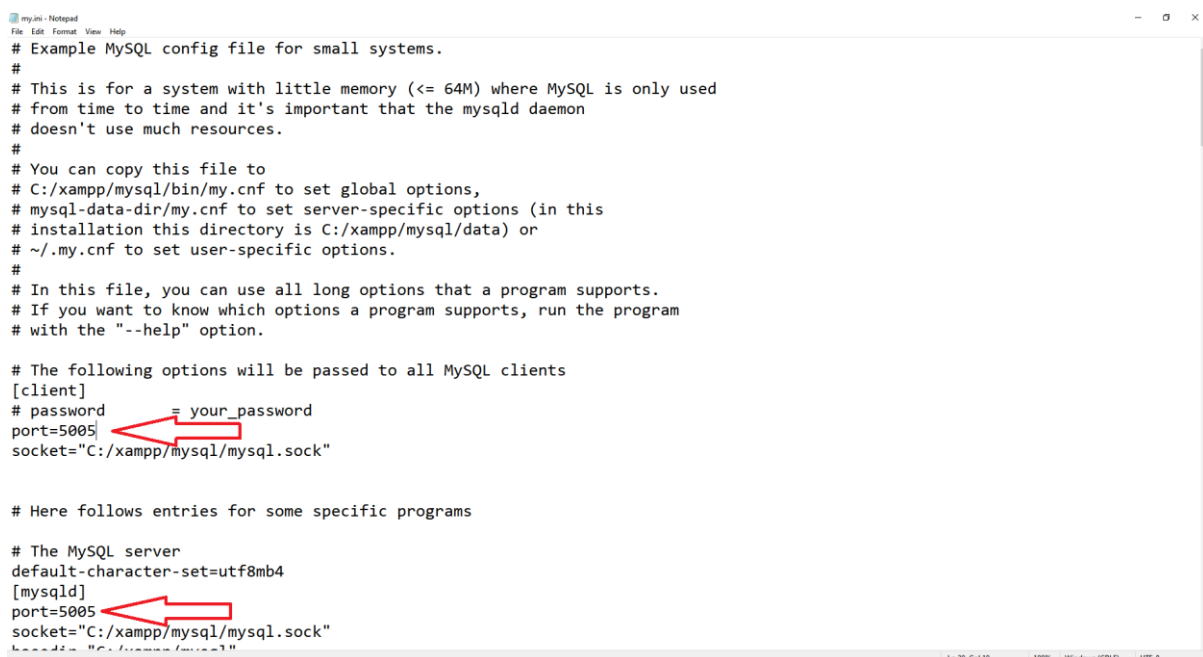 my.ini - Notepad
File Edit Format View Help
# Example MySQL config file for small systems.
#
# This is for a system with little memory (<= 64M) where MySQL is only used
# from time to time and it's important that the mysqld daemon
# doesn't use much resources.
#
# You can copy this file to
# C:/xampp/mysql/bin/my.cnf to set global options,
# mysql-data-dir/my.cnf to set server-specific options (in this
# installation this directory is C:/xampp/mysql/data) or
# ~/.my.cnf to set user-specific options.
#
# In this file, you can use all long options that a program supports.
# If you want to know which options a program supports, run the program
# with the "--help" option.
# The following options will be passed to all MySQL clients
[client]
# password = your_password
port=5005
socket="C:/xampp/mysql/mysql.sock"
# Here follows entries for some specific programs
# The MySQL server
default-character-set=utf8mb4
[mysqld]
port=5005
socket="C:/xampp/mysql/mysql.sock"